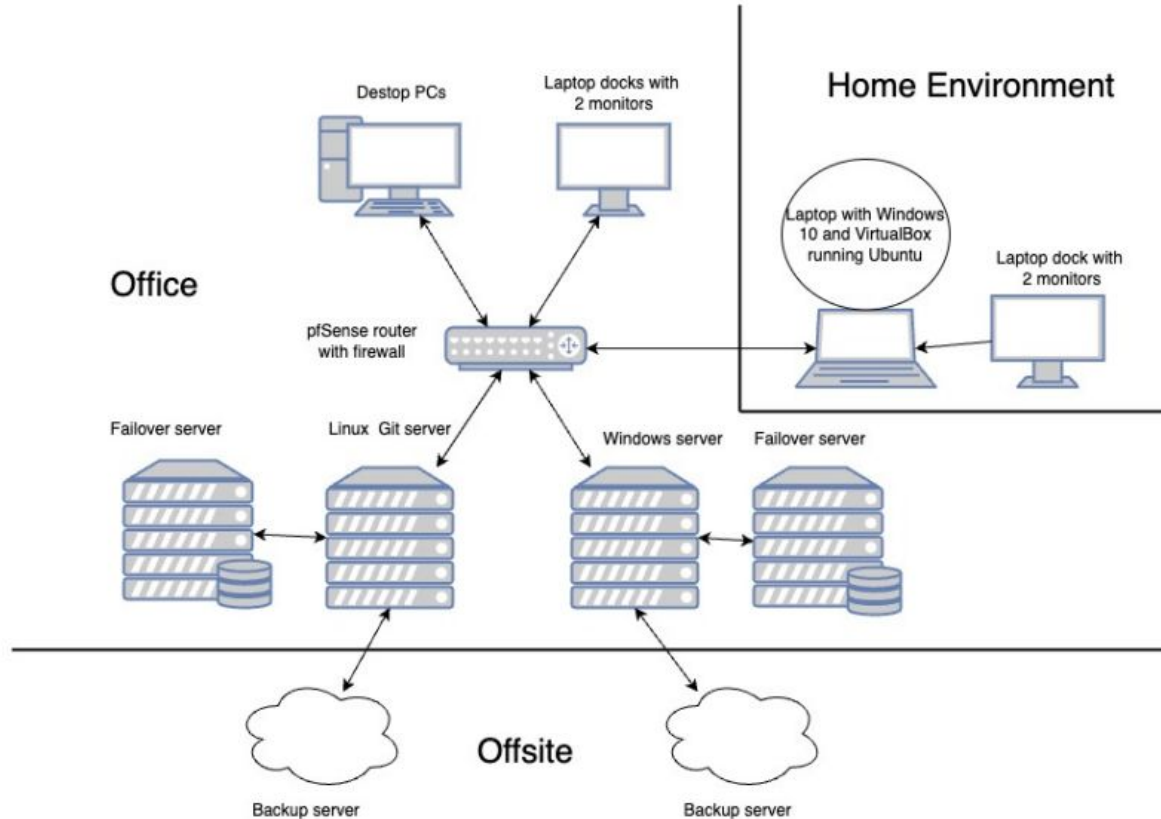 Home Environment
Destop PCs
Laptop docks with
2 monitors
Laptop with Windows
10 and VirtualBox
running Ubuntu
Laptop dock with
2 monitors
Office
pfSense router
with firewall
Failover server
Linux Git server
Windows server
Failover server
Offsite
Backup server
Backup server